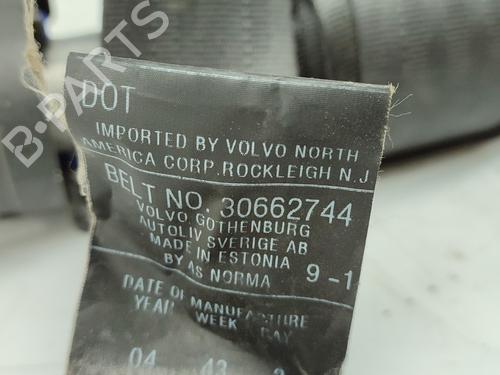 DOT
IMPORTED BY VOLVO NORTH
AMERICA CORP. ROCKLEIGH N.J
BELT NO. 30662744
VOLVO GOTHENBURG
AUTOLIV SVERIGE AB
MADE IN ESTONIA
BY AS NORMA 9-1
DATE OF MANUFACTURE
YEAR WEEK DAY
04 43
B-PARTS